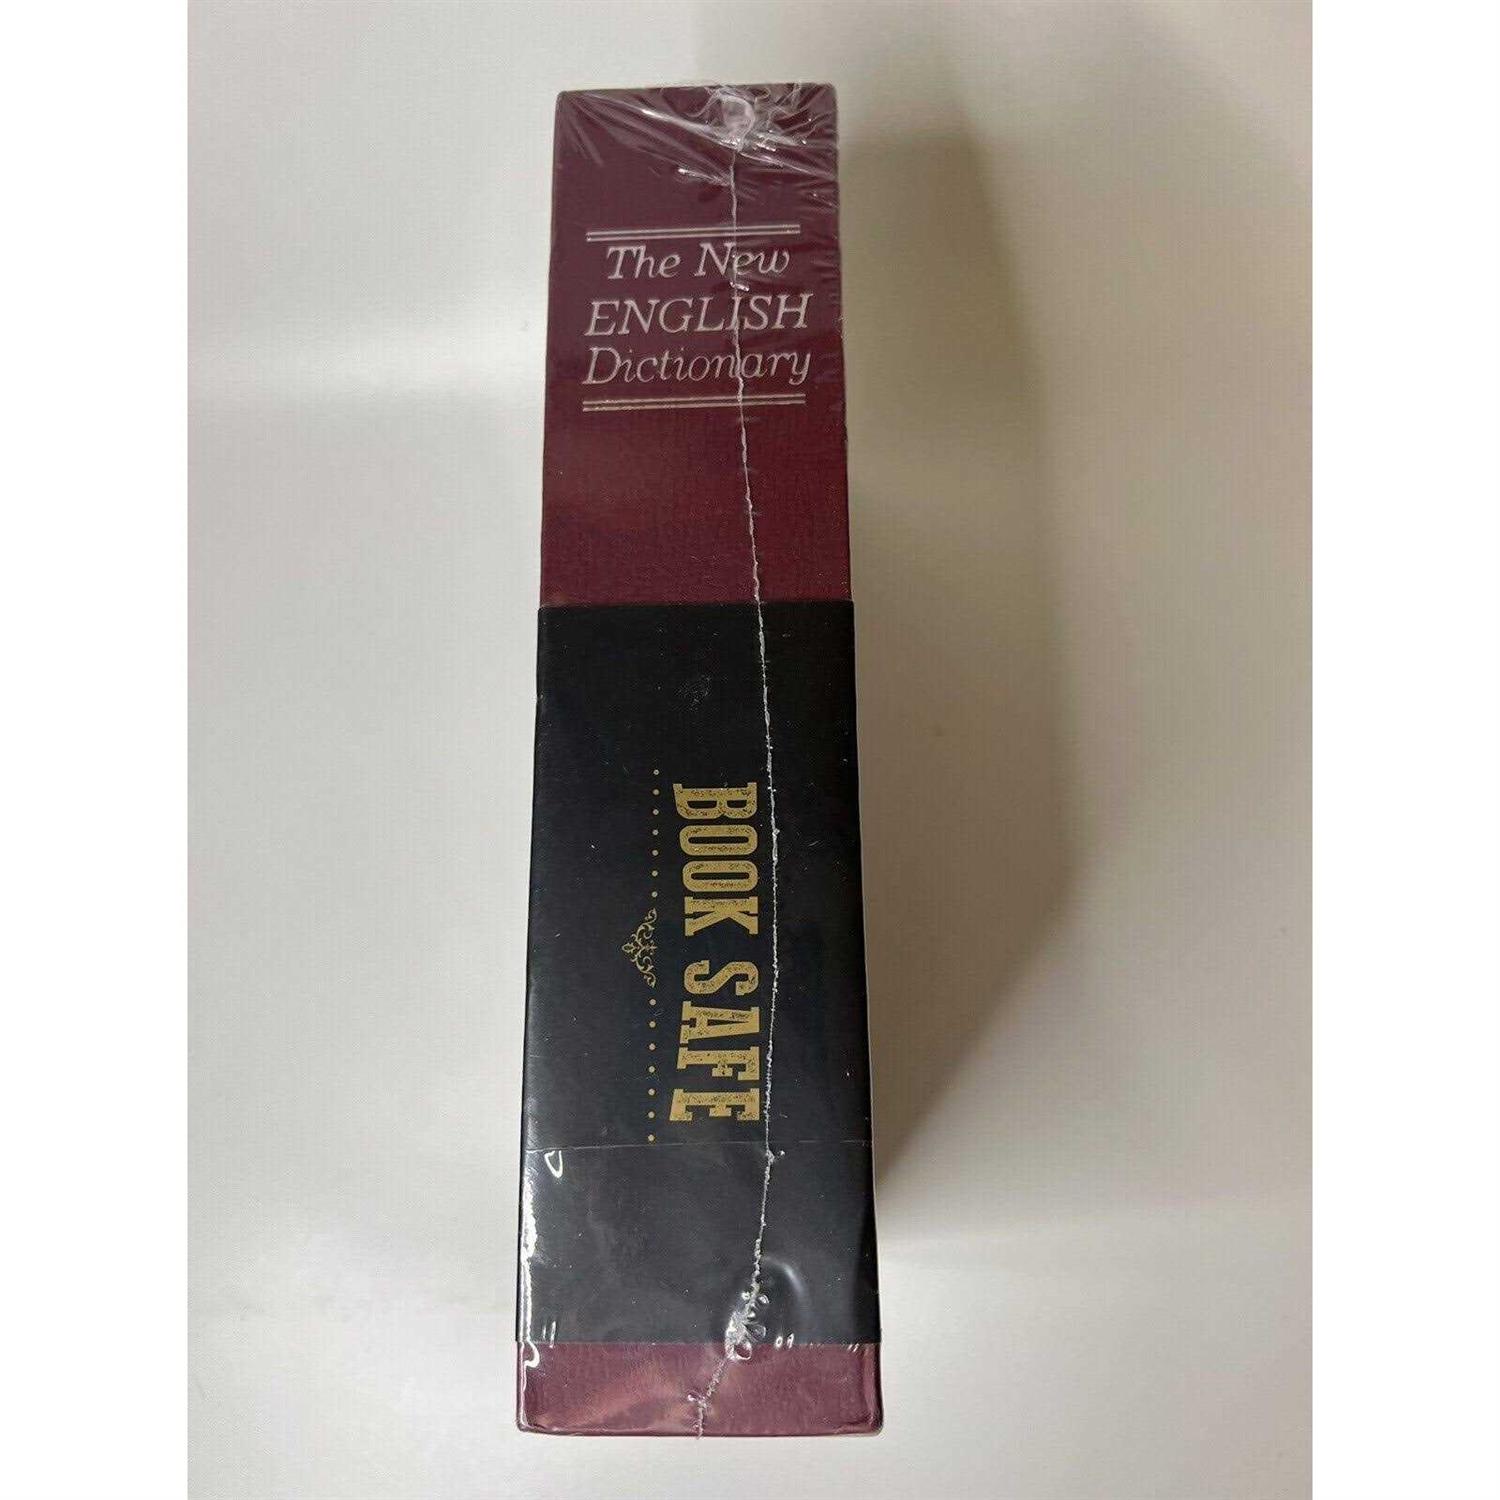 The New
ENGLISH
Dictionary
BOOK SAFE